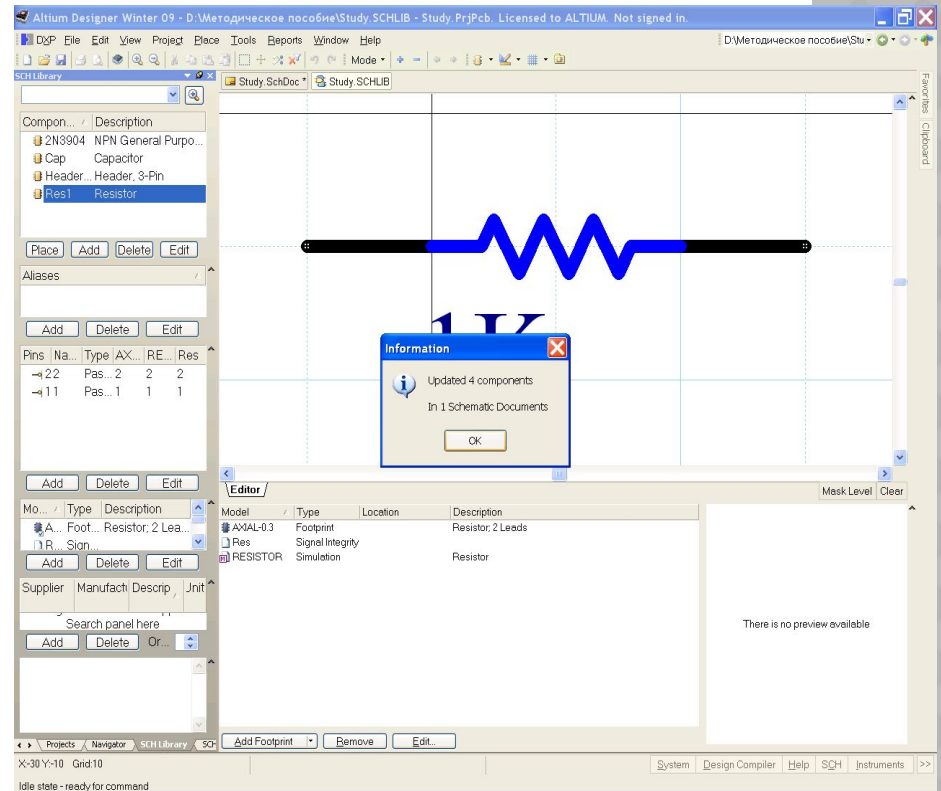 Altium Designer Winter 09 - D:\Методическое пособие\Study.SCHLIB - Study.PrjPcb. Licensed to ALTIUM. Not signed in.
DXP File Edit View Project Place Tools Reports Window Help D:\Методическое пособие\Stu
Mode
SCH Library
Study.SchDoc * Study.SCHLIB
Favorites
Clipboard
Compon... / Description
2N3904 NPN General Purpo...
Cap Capacitor
Header... Header, 3-Pin
Res1 Resistor
Place Add Delete Edit
Aliases /
Add Delete Edit
Pins Na... Type AX... RE... Res
22 Pas... 2 2 2
11 Pas... 1 1 1
Add Delete Edit
Mo... / Type Description
A... Foot... Resistor; 2 Lea...
R... Sign...
Add Delete Edit
Supplier Manufactu Descrip / Jnit
Search panel here
Add Delete Or...
Projects Navigator SCH Library SCH
1K
Information
Updated 4 components
In 1 Schematic Documents
OK
Editor
Mask Level Clear
Model / Type Location Description
AXIAL-0.3 Footprint Resistor; 2 Leads
Res Signal Integrity
RESISTOR Simulation Resistor
There is no preview available
Add Footprint Remove Edit...
X:-30 Y:-10 Grid:10
System Design Compiler Help SCH Instruments >>
Idle state - ready for command